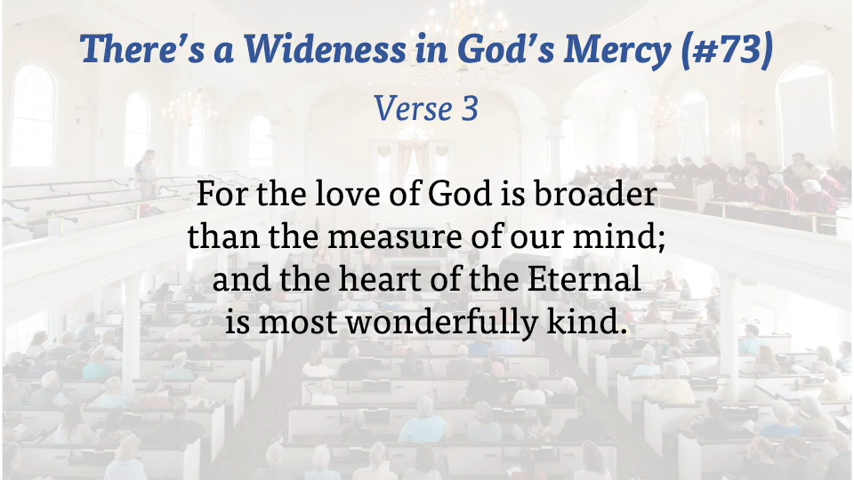 There’s a Wideness in God’s Mercy (#73)
Verse 3
For the love of God is broader
than the measure of our mind;
and the heart of the Eternal
is most wonderfully kind.